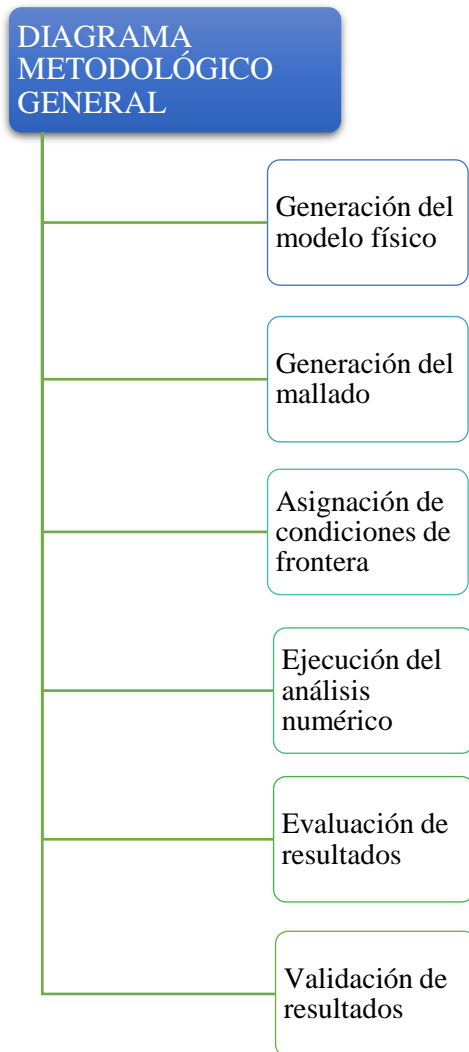 DIAGRAMA
METODOLÓGICO
GENERAL
Generación del
modelo físico
Generación del
mallado
Asignación de
condiciones de
frontera
Ejecución del
análisis
numérico
Evaluación de
resultados
Validación de
resultados